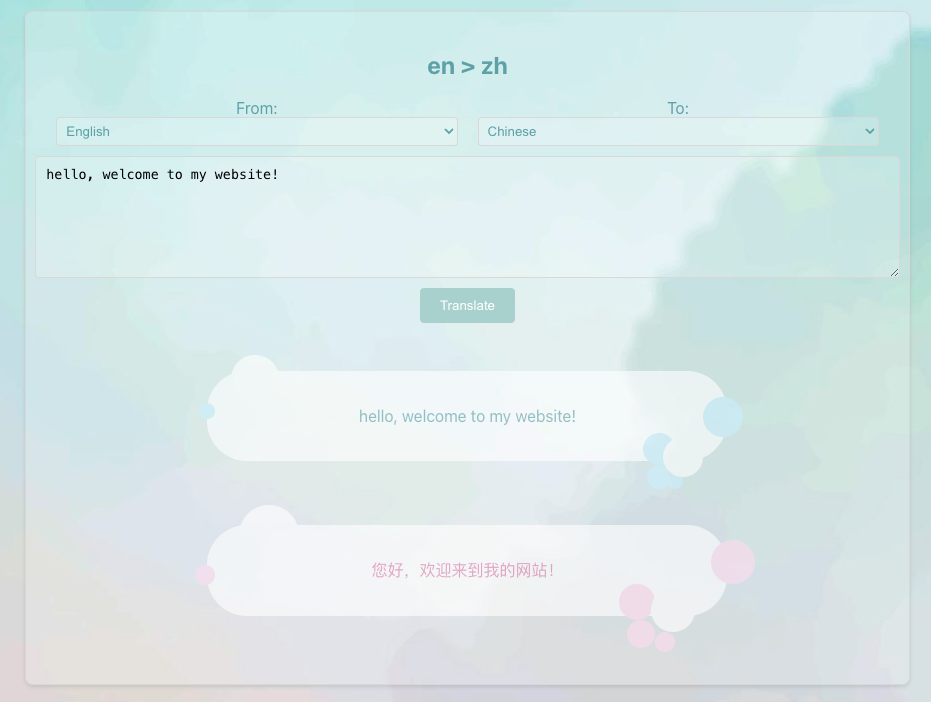 en > zh
From:
To:
English
Chinese
hello, welcome to my website!
Translate
hello, welcome to my website!
您好，欢迎来到我的网站！